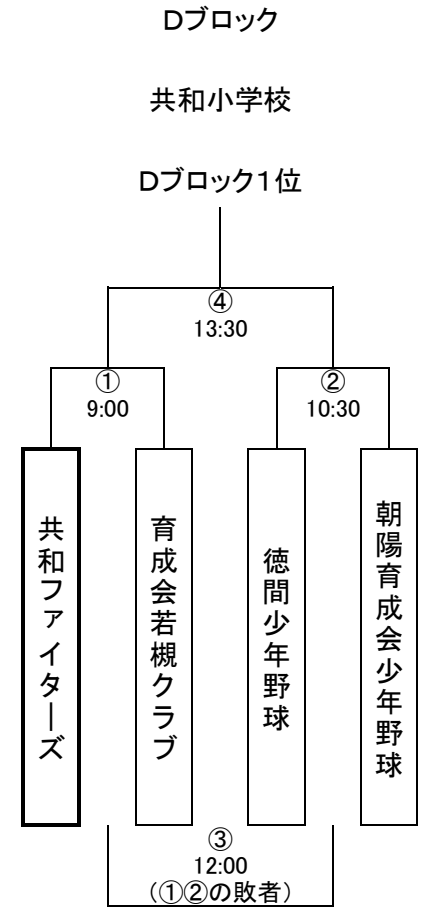 Dブロック
共和小学校
Dブロック1位
④
13:30
①
9:00
②
10:30
共和ファイターズ
育成会若槻クラブ
徳間少年野球
朝陽育成会少年野球
③
12:00
(①②の敗者)